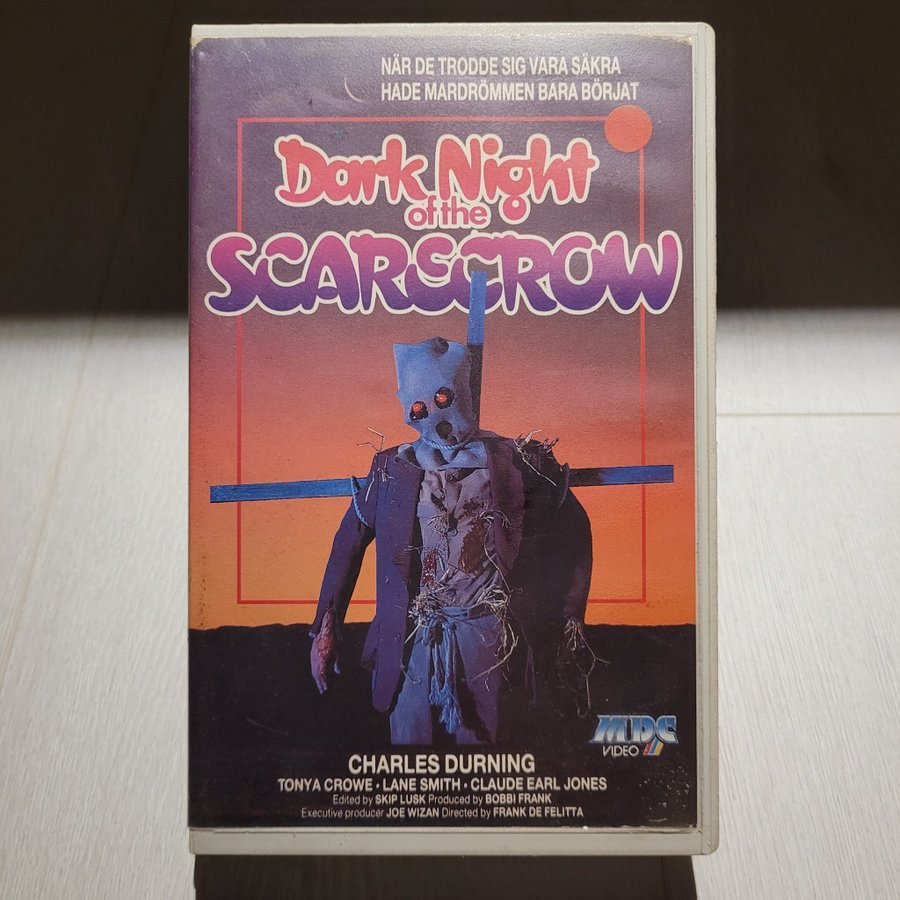 NÄR DE TRODDE SIG VARA SÄKRA
HADE MARDRÖMMEN BARA BÖRJAT
Dark Night
of the
SCARECROW
MDC
VIDEO
CHARLES DURNING
TONYA CROWE · LANE SMITH · CLAUDE EARL JONES
Edited by SKIP LUSK Produced by BOBBI FRANK
Executive producer JOE WIZAN Directed by FRANK DE FELITTA